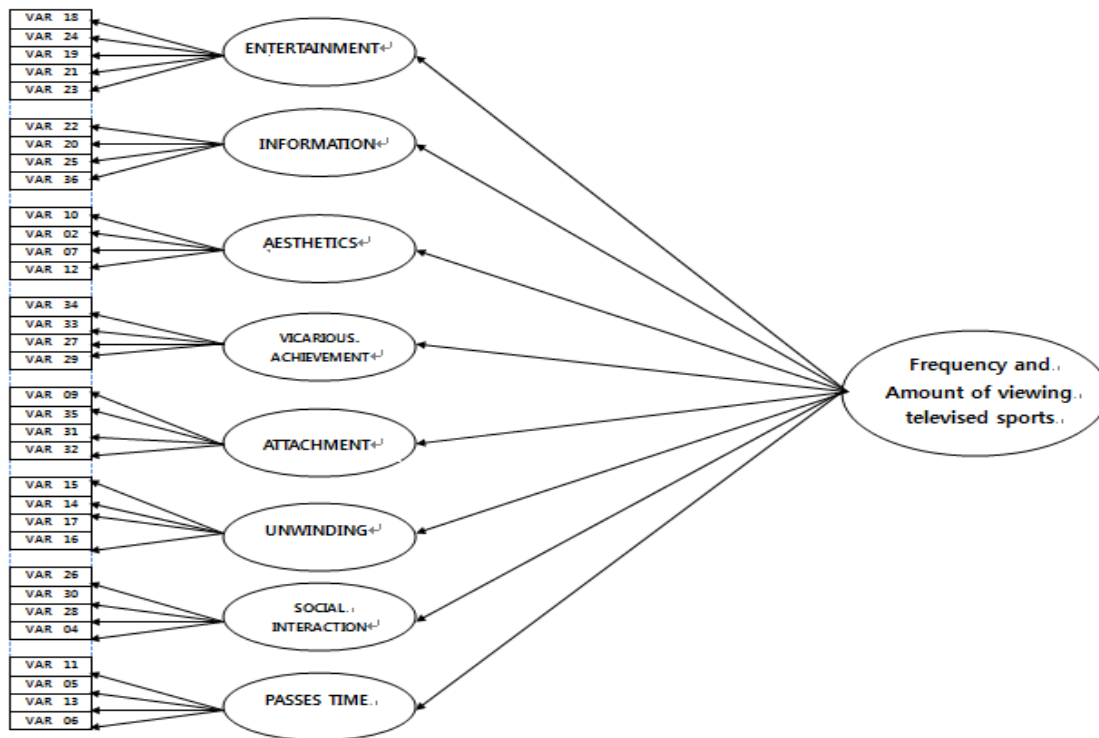 VAR 18
VAR 24
VAR 19
VAR 21
VAR 23
ENTERTAINMENT↵
VAR 22
VAR 20
VAR 25
VAR 36
INFORMATION↵
VAR 10
VAR 02
VAR 07
VAR 12
AESTHETICS↵
VAR 34
VAR 33
VAR 27
VAR 29
VICARIOUS
ACHIEVEMENT↵
VAR 09
VAR 35
VAR 31
VAR 32
ATTACHMENT↵
VAR 15
VAR 14
VAR 17
VAR 16
UNWINDING↵
VAR 26
VAR 30
VAR 28
VAR 04
SOCIAL
INTERACTION↵
VAR 11
VAR 05
VAR 13
VAR 06
PASSES TIME
Frequency and
Amount of viewing
televised sports